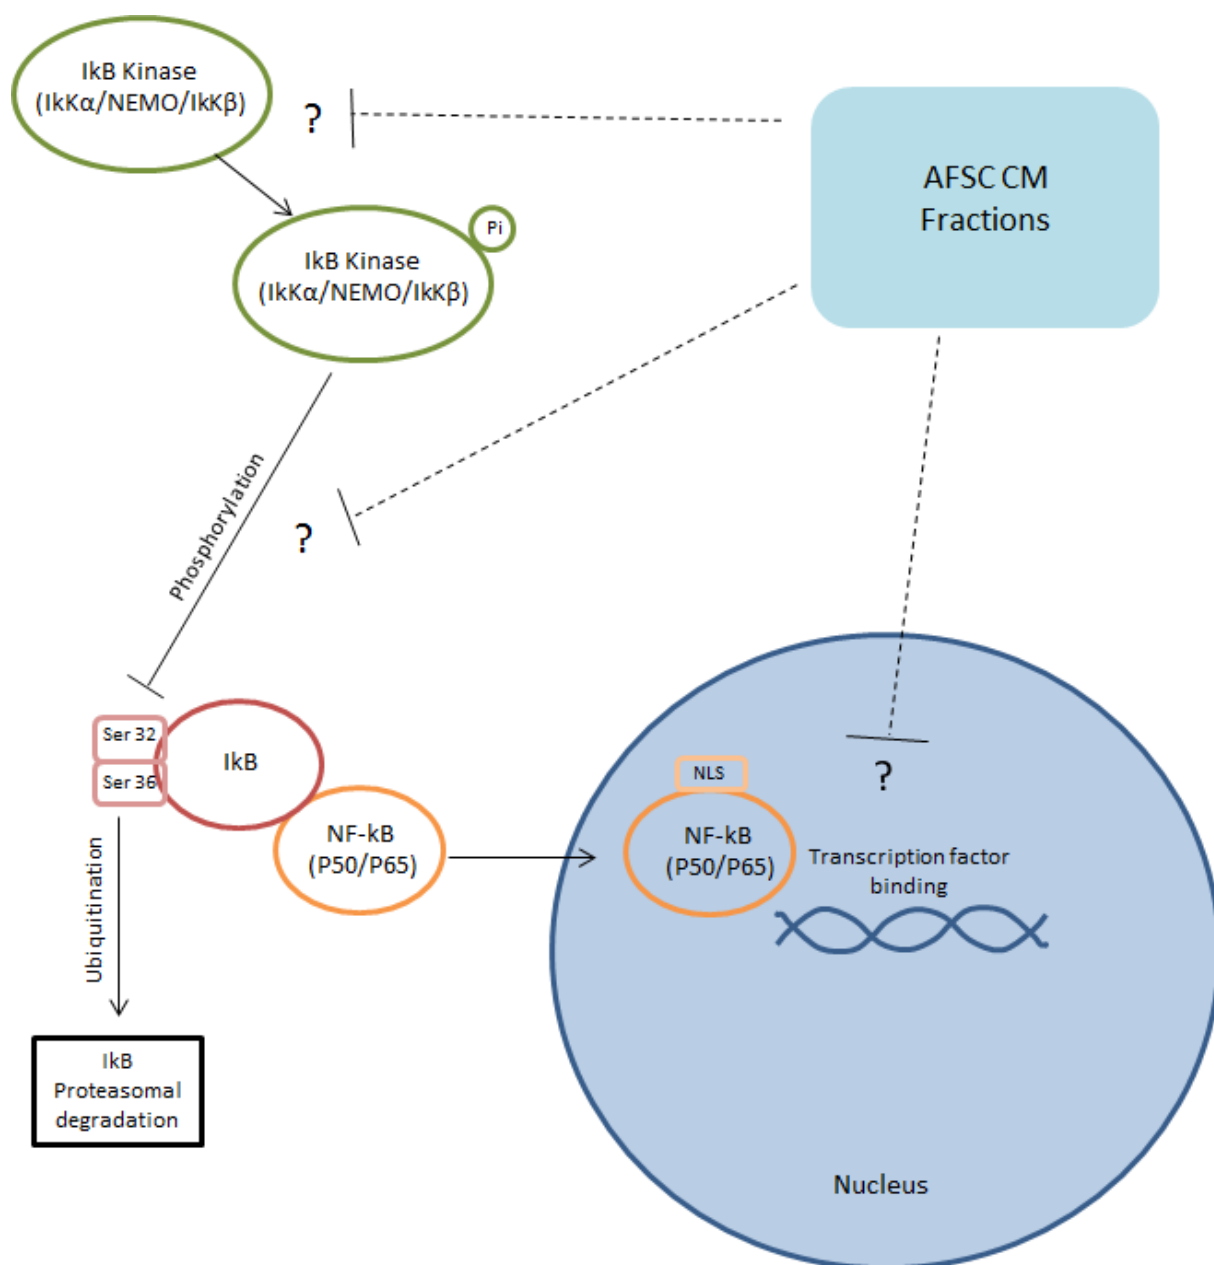 IkB Kinase
(IkKα/NEMO/IkKβ)
?
AFSC CM
Fractions
Pi
IkB Kinase
(IkKα/NEMO/IkKβ)
Phosphorylation
?
Ser 32
Ser 36
IkB
NF-kB
(P50/P65)
NLS
NF-kB
(P50/P65)
?
Transcription factor
binding
Ubiquitination
IkB
Proteasomal
degradation
Nucleus